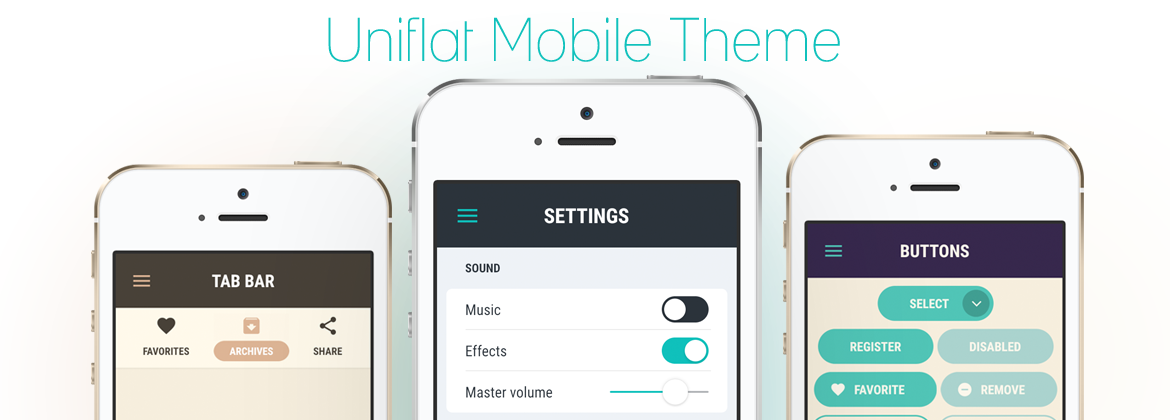 Uniflat Mobile Theme
TAB BAR
FAVORITES
ARCHIVES
SHARE
SETTINGS
SOUND
Music
Effects
Master volume
BUTTONS
SELECT
REGISTER
DISABLED
FAVORITE
REMOVE